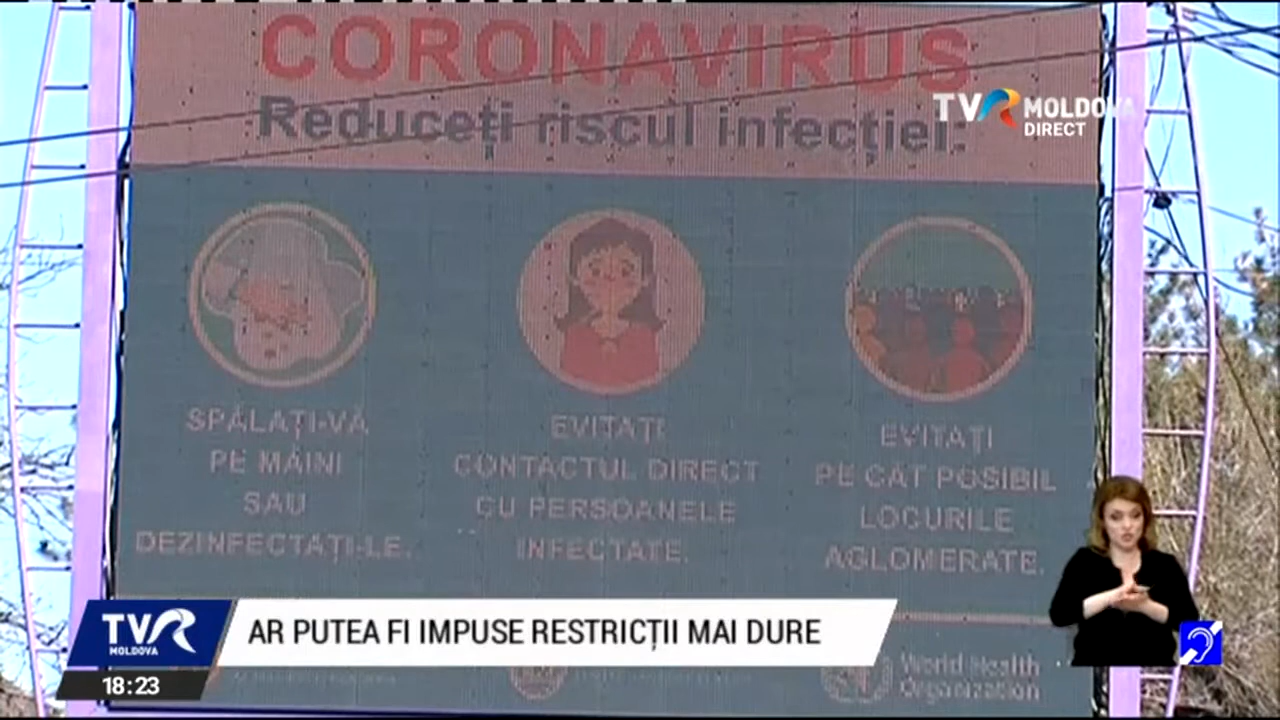 CORONAVIRUS
Reduceți riscul infecției:
TVR MOLDOVA
DIRECT
SPĂLAȚI-VĂ
PE MÂINI
SAU
DEZINFECTAȚI-LE.
EVITAȚI
CONTACTUL DIRECT
CU PERSOANELE
INFECTATE.
EVITAȚI
PE CÂT POSIBIL
LOCURILE
AGLOMERATE.
TVR
MOLDOVA
AR PUTEA FI IMPUSE RESTRICȚII MAI DURE
18:23
World Health
Organization